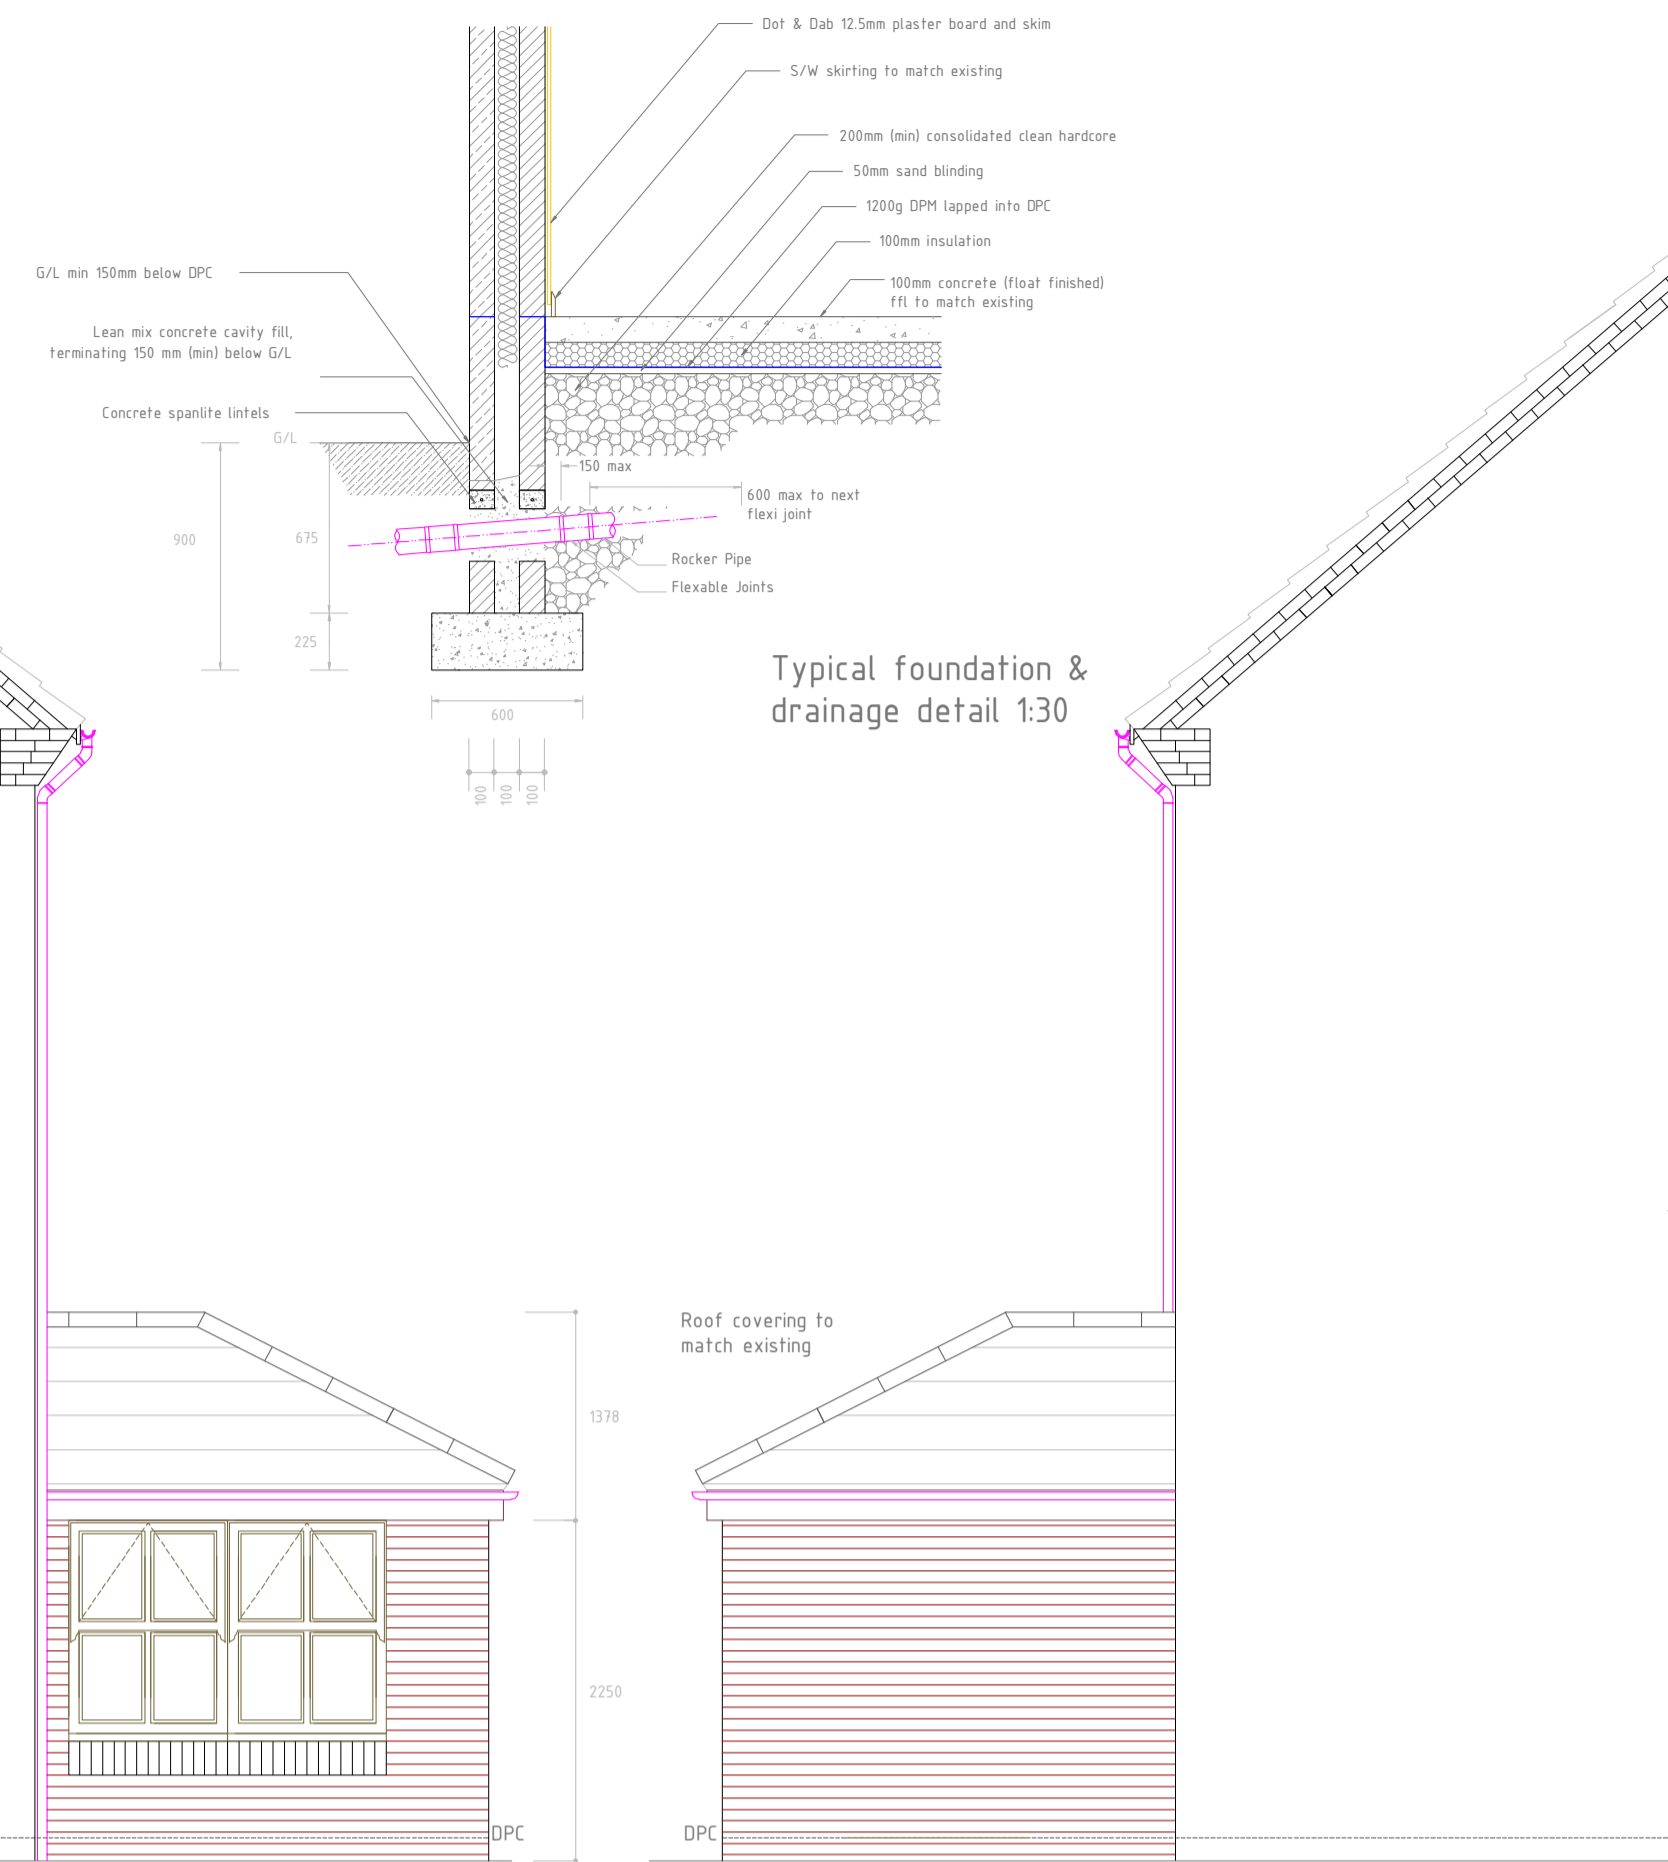 Dot & Dab 12.5mm plaster board and skim
S/W skirting to match existing
200mm (min) consolidated clean hardcore
50mm sand blinding
1200g DPM lapped into DPC
100mm insulation
100mm concrete (float finished)
ffl to match existing
G/L min 150mm below DPC
Lean mix concrete cavity fill,
terminating 150 mm (min) below G/L
Concrete spanlite lintels
G/L
150 max
600 max to next
flexi joint
900
675
Rocker Pipe
Flexable Joints
225
Typical foundation &
drainage detail 1:30
600
100
100
100
Roof covering to
match existing
1378
2250
DPC
DPC